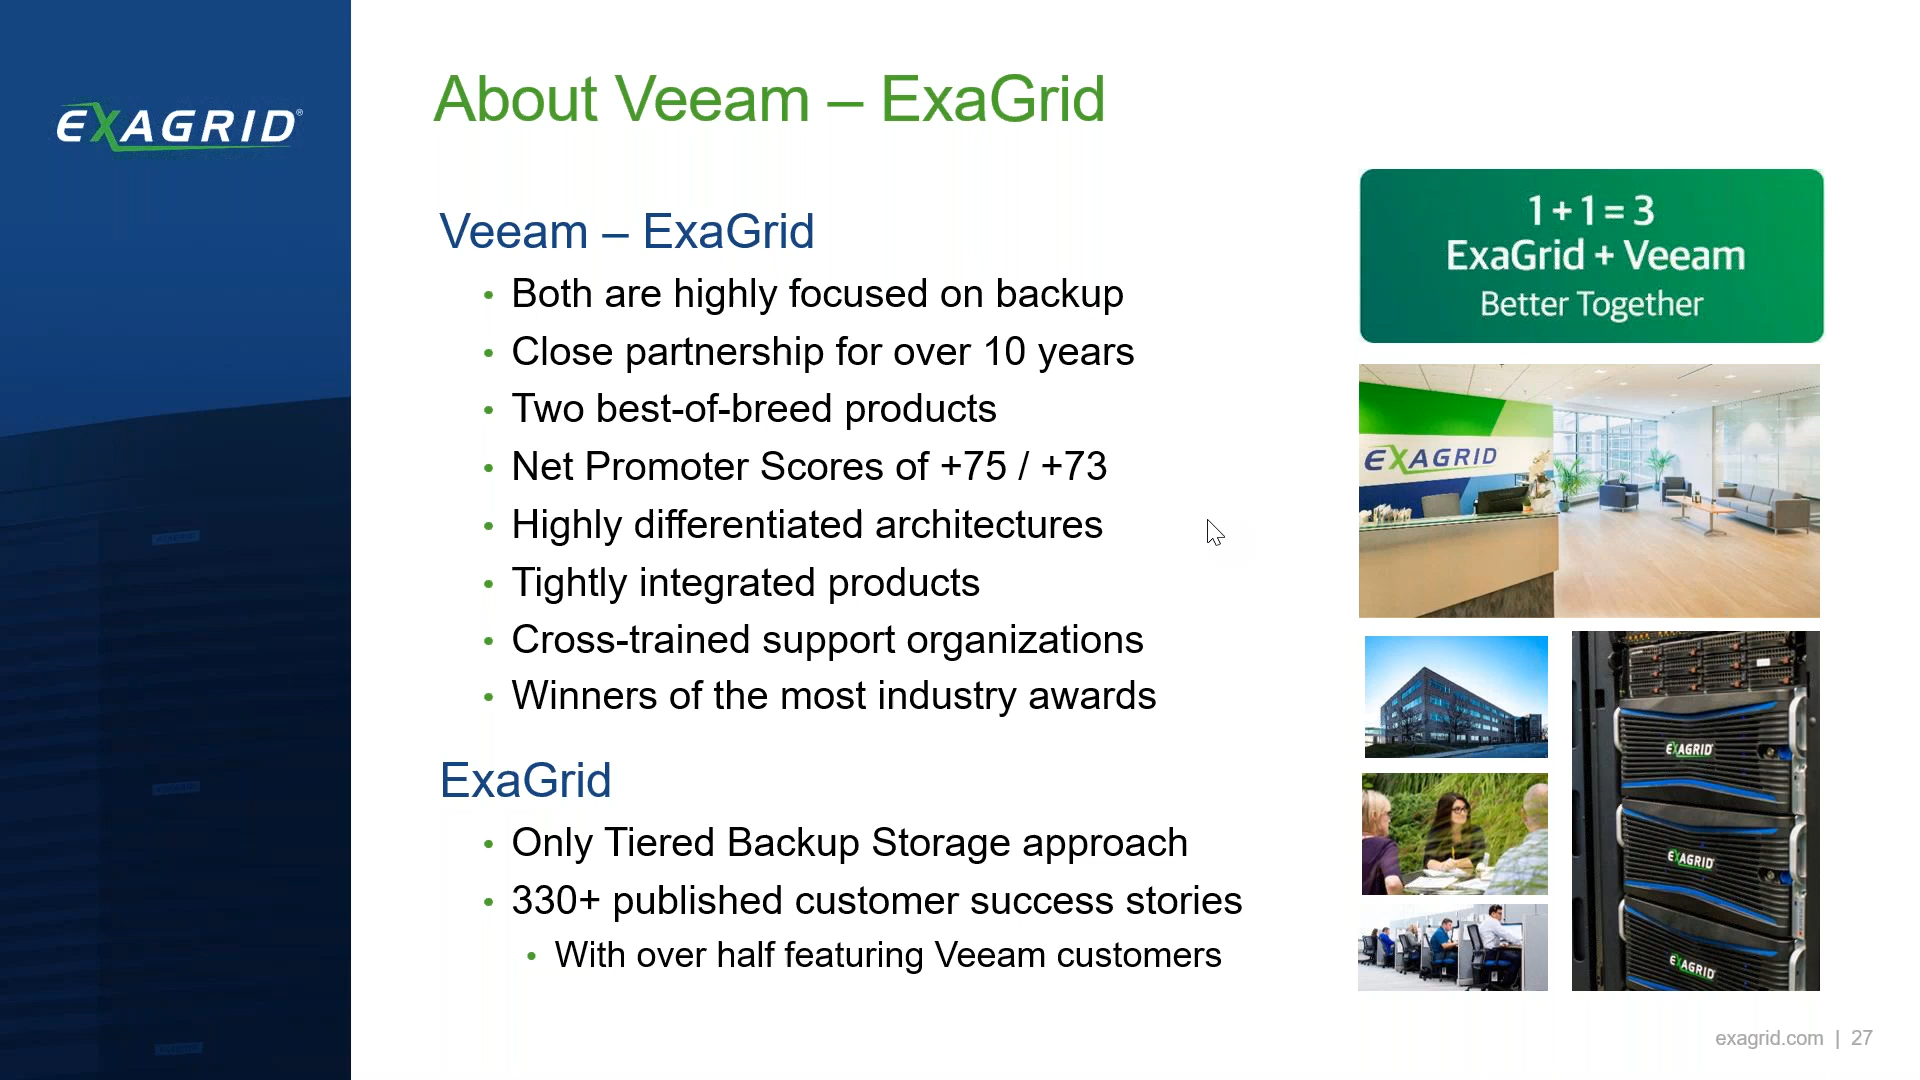 EXAGRID®
About Veeam – ExaGrid
Veeam – ExaGrid
• Both are highly focused on backup
• Close partnership for over 10 years
• Two best-of-breed products
• Net Promoter Scores of +75 / +73
• Highly differentiated architectures
• Tightly integrated products
• Cross-trained support organizations
• Winners of the most industry awards
ExaGrid
• Only Tiered Backup Storage approach
• 330+ published customer success stories
• With over half featuring Veeam customers
1 + 1 = 3
ExaGrid + Veeam
Better Together
EXAGRID
EXAGRID
EXAGRID
EXAGRID
exagrid.com | 27